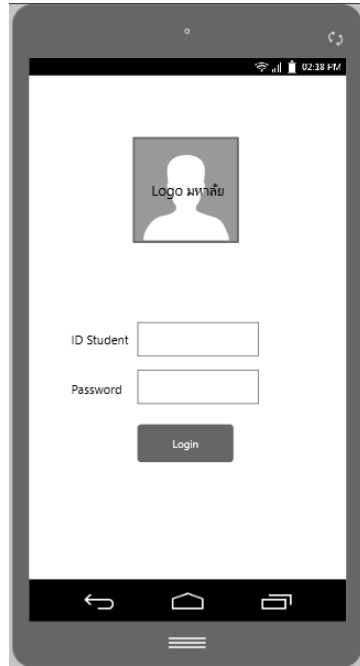 02:18 PM
Logo มหาลัย
ID Student
Password
Login